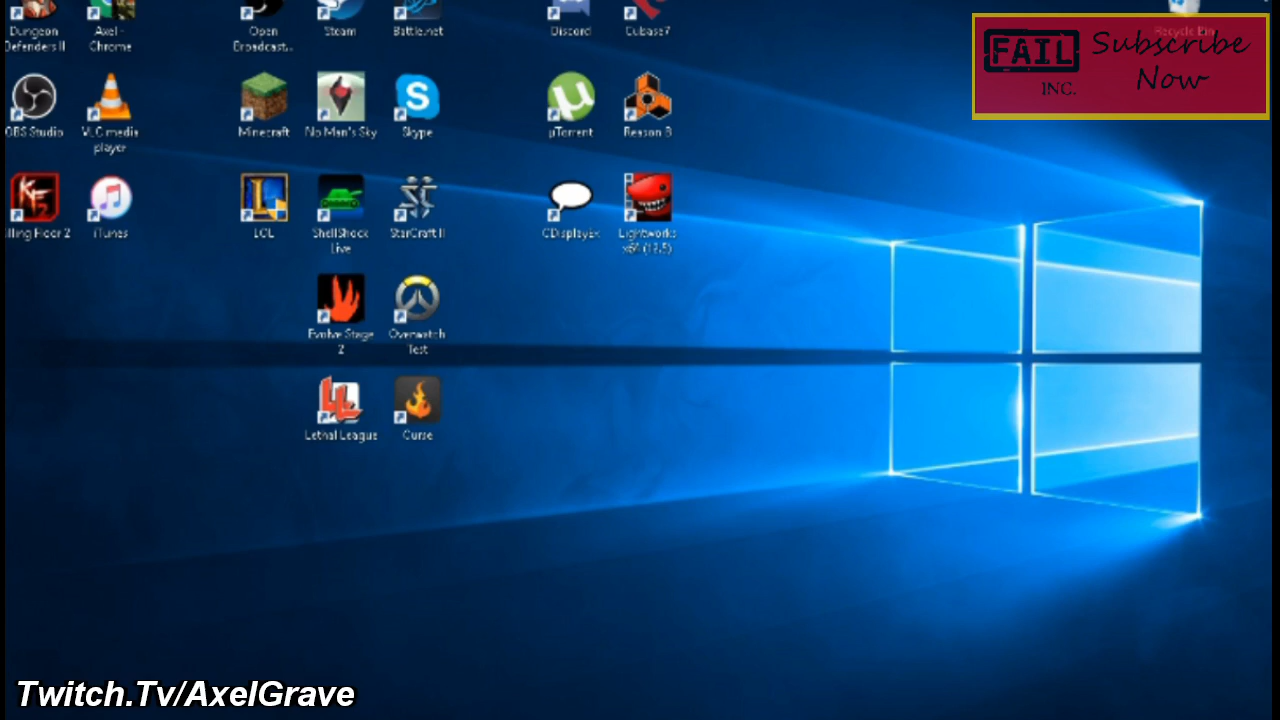 Dungeon
Defenders II
Axel -
Chrome
Open
Broadcast...
Steam
Battle.net
Discord
Cubase7
Recycle Bin
FAIL
INC.
Subscribe
Now
OBS Studio
VLC media
player
Minecraft
No Man's Sky
Skype
µTorrent
Reason 8
illing Floor 2
iTunes
LOL
ShellShock
Live
StarCraft II
CDisplayEx
Lightworks
x64 (12.5)
Evolve Stage
2
Overwatch
Test
Lethal League
Curse
Twitch.Tv/AxelGrave